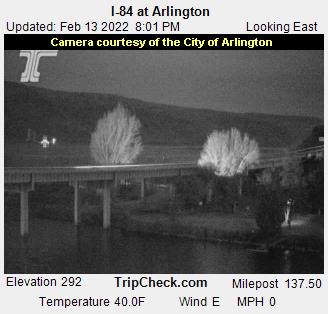 I-84 at Arlington
Updated: Feb 13 2022 8:01 PM Looking East
Camera courtesy of the City of Arlington
Elevation 292 TripCheck.com Milepost 137.50
Temperature 40.0F Wind E MPH 0